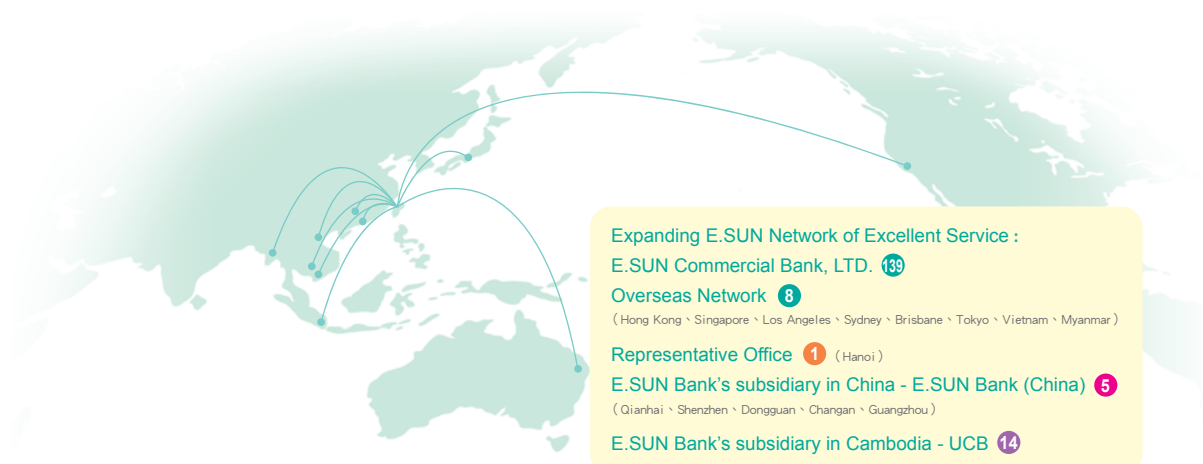 Expanding E.SUN Network of Excellent Service :
E.SUN Commercial Bank, LTD. 139
Overseas Network 8
（Hong Kong、Singapore、Los Angeles、Sydney、Brisbane、Tokyo、Vietnam、Myanmar）
Representative Office 1 （Hanoi）
E.SUN Bank's subsidiary in China - E.SUN Bank (China) 5
（Qianhai、Shenzhen、Dongguan、Changan、Guangzhou）
E.SUN Bank's subsidiary in Cambodia - UCB 14